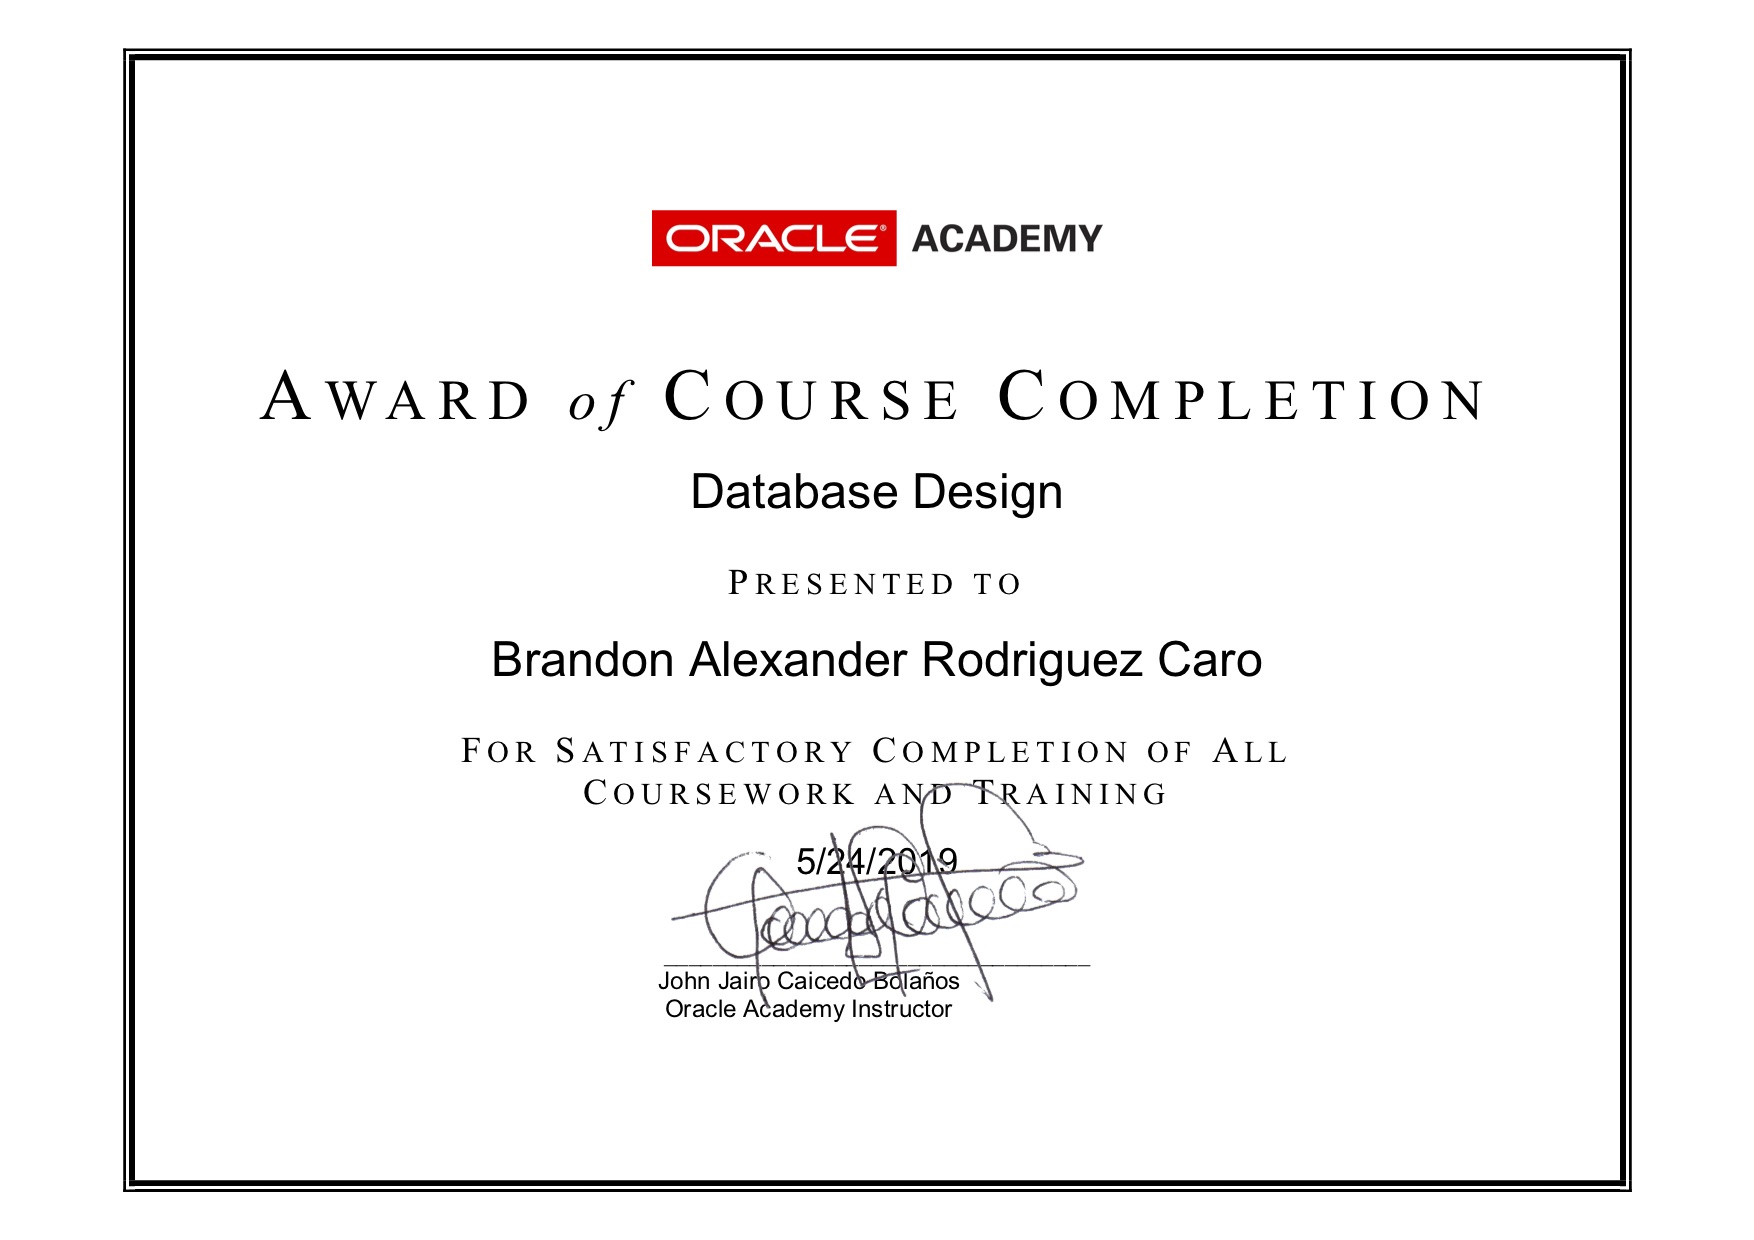 ORACLE® ACADEMY
AWARD of COURSE COMPLETION
Database Design
PRESENTED TO
Brandon Alexander Rodriguez Caro
FOR SATISFACTORY COMPLETION OF ALL
COURSEWORK AND TRAINING
5/24/2019
John Jairo Caicedo Bolaños
Oracle Academy Instructor